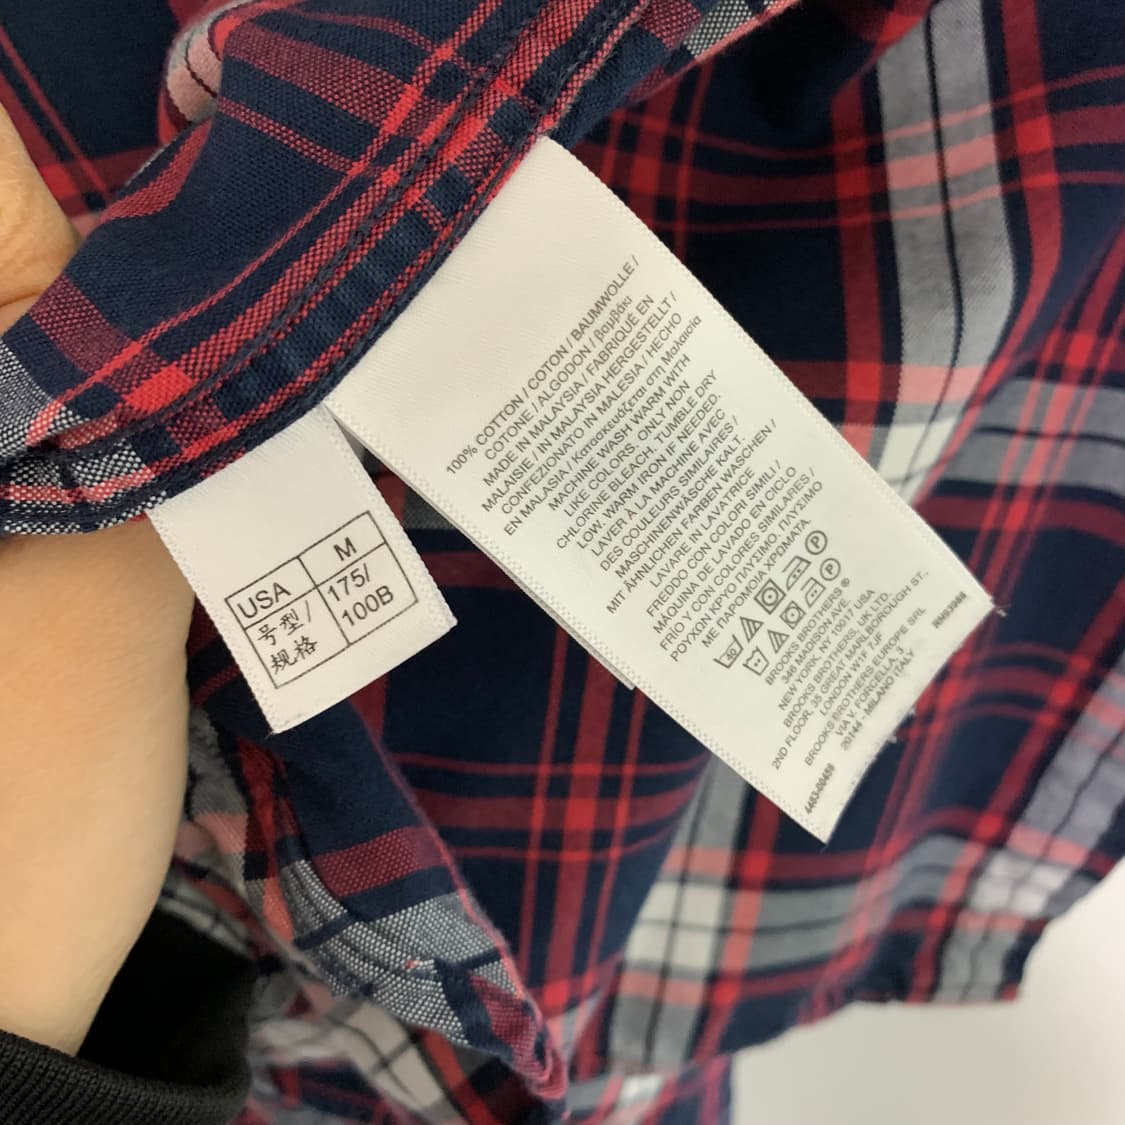 USA M
号型/ 175/
规格 100B
100% COTTON / COTON / BAUMWOLLE /
COTONE / ALGODON / βαμβάκι
MADE IN MALAYSIA / FABRIQUÉ EN
MALAISIE / IN MALAYSIA HERGESTELLT /
CONFEZIONATO IN MALESIA / HECHO
EN MALASIA / Κατασκευάζεται στη Μαλαισία
MACHINE WASH WARM WITH
LIKE COLORS. ONLY NON
CHLORINE BLEACH. TUMBLE DRY
LOW. WARM IRON IF NEEDED.
LAVER À LA MACHINE AVEC
DES COULEURS SIMILAIRES /
MASCHINENWÄSCHE KALT.
MIT ÄHNLICHEN FARBEN WASCHEN /
LAVARE IN LAVATRICE
FREDDO CON COLORI SIMILI /
MÁQUINA DE LAVADO EN CICLO
FRÍO Y CON COLORES SIMILARES /
ΡΟΥΧΩΝ ΚΡΥΟ ΠΛΥΣΙΜΟ. ΠΛΥΣΙΜΟ
ΜΕ ΠΑΡΟΜΟΙΑ ΧΡΩΜΑΤΑ.
40 P
P
BROOKS BROTHERS®
346 MADISON AVE.
NEW YORK, NY 10017 USA
BROOKS BROTHERS, UK LTD.
2ND FLOOR, 35 GREAT MARLBOROUGH ST.,
LONDON W1F 7JF
BROOKS BROTHERS EUROPE SRL
VIA V. FORCELLA, 3
20144 - MILANO ITALY
4463-00459